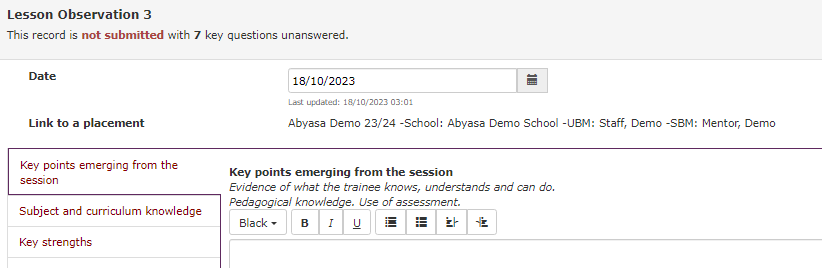 Lesson Observation 3
This record is not submitted with 7 key questions unanswered.
Date
18/10/2023
Last updated: 18/10/2023 03:01
Link to a placement
Abyasa Demo 23/24 -School: Abyasa Demo School -UBM: Staff, Demo -SBM: Mentor, Demo
Key points emerging from the
session
Subject and curriculum knowledge
Key strengths
Key points emerging from the session
Evidence of what the trainee knows, understands and can do.
Pedagogical knowledge. Use of assessment.
Black B I U